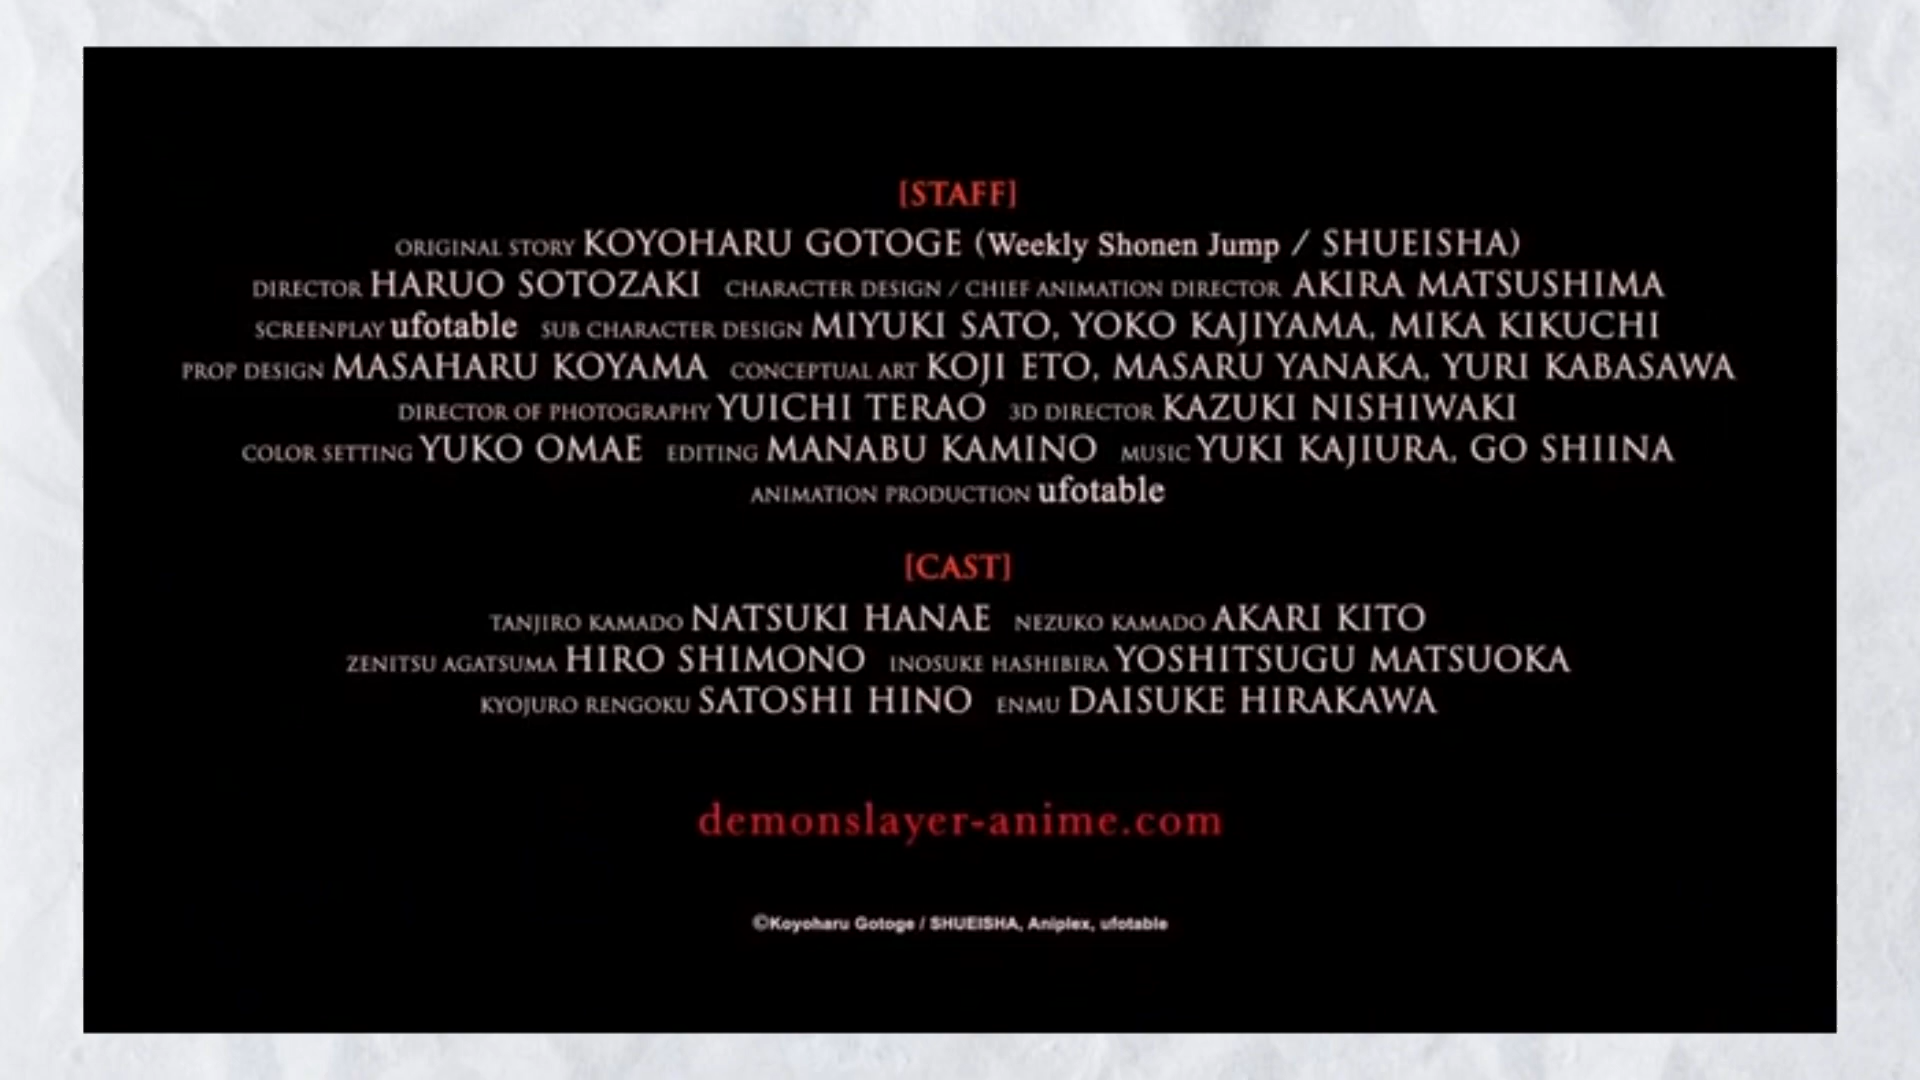 [STAFF]
ORIGINAL STORY KOYOHARU GOTOGE (Weekly Shonen Jump / SHUEISHA)
DIRECTOR HARUO SOTOZAKI CHARACTER DESIGN / CHIEF ANIMATION DIRECTOR AKIRA MATSUSHIMA
SCREENPLAY ufotable SUB CHARACTER DESIGN MIYUKI SATO, YOKO KAJIYAMA, MIKA KIKUCHI
PROP DESIGN MASAHARU KOYAMA CONCEPTUAL ART KOJI ETO, MASARU YANAKA, YURI KABASAWA
DIRECTOR OF PHOTOGRAPHY YUICHI TERAO 3D DIRECTOR KAZUKI NISHIWAKI
COLOR SETTING YUKO OMAE EDITING MANABU KAMINO MUSIC YUKI KAJIURA, GO SHIINA
ANIMATION PRODUCTION ufotable
[CAST]
TANJIRO KAMADO NATSUKI HANAE NEZUKO KAMADO AKARI KITO
ZENITSU AGATSUMA HIRO SHIMONO INOSUKE HASHIBIRA YOSHITSUGU MATSUOKA
KYOJURO RENGOKU SATOSHI HINO ENMU DAISUKE HIRAKAWA
demonslayer-anime.com
©Koyoharu Gotoge / SHUEISHA, Aniplex, ufotable